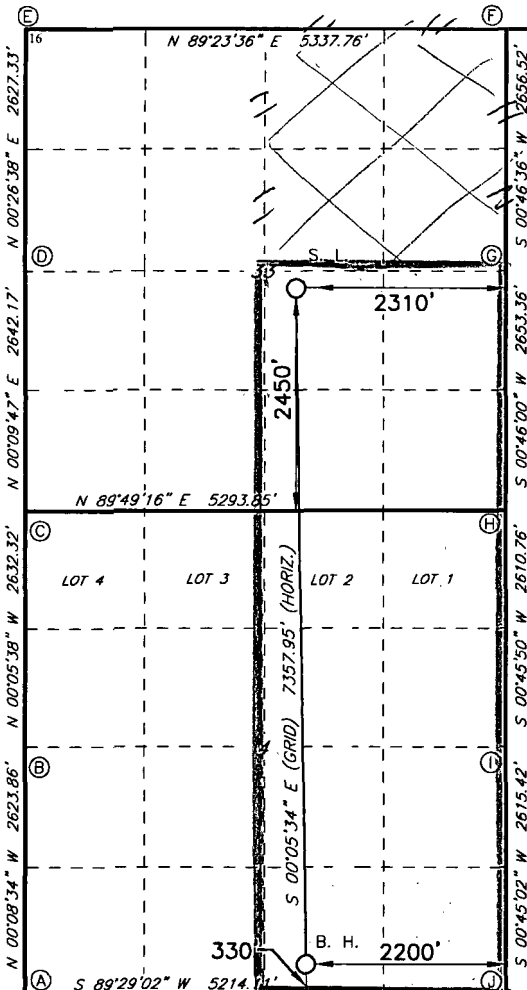 E
F
16
N 89°23'36" E 5337.76'
N 00°26'38" E 2627.33'
S 00°46'36" W 2656.52'
D
S. L.
G
33
2310'
N 00°09'47" E 2642.17'
2450'
S 00°46'00" W 2653.36'
N 89°49'16" E 5293.85'
C
H
LOT 4
LOT 3
LOT 2
LOT 1
N 00°05'38" W 2632.32'
S 00°05'34" E (GRID) 7357.95' (HORIZ.)
S 00°45'50" W 2610.76'
B
I
N 00°08'34" W 2623.86'
S 00°45'02" W 2615.42'
330'
B. H.
2200'
A
S 89°29'02" W
J